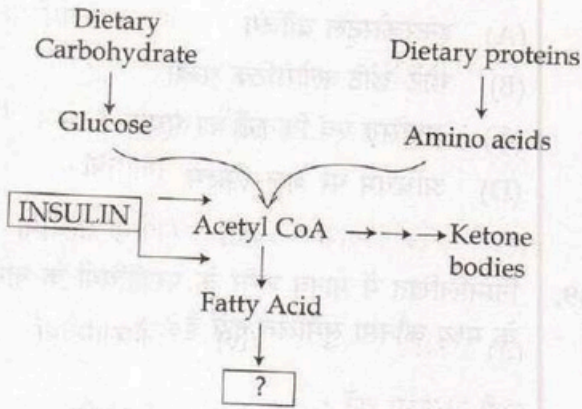 Dietary
Carbohydrate
Dietary proteins
Glucose
Amino acids
INSULIN
Acetyl CoA
Ketone
bodies
Fatty Acid
?